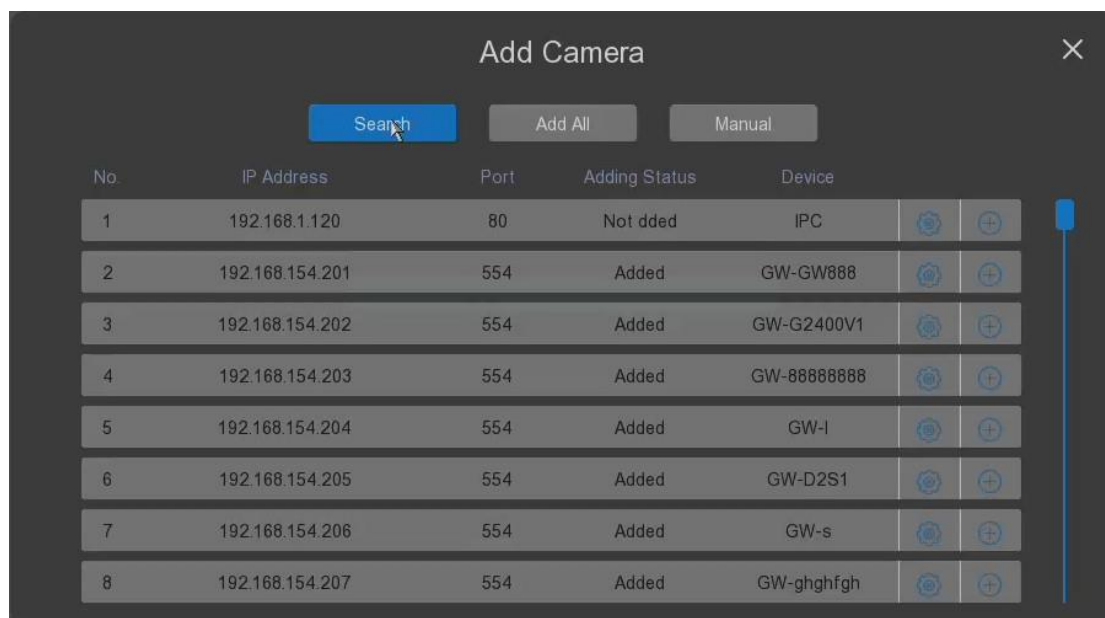 Add Camera
Search Add All Manual
No. IP Address Port Adding Status Device
1 192.168.1.120 80 Not dded IPC
2 192.168.154.201 554 Added GW-GW888
3 192.168.154.202 554 Added GW-G2400V1
4 192.168.154.203 554 Added GW-88888888
5 192.168.154.204 554 Added GW-I
6 192.168.154.205 554 Added GW-D2S1
7 192.168.154.206 554 Added GW-s
8 192.168.154.207 554 Added GW-ghghfgh